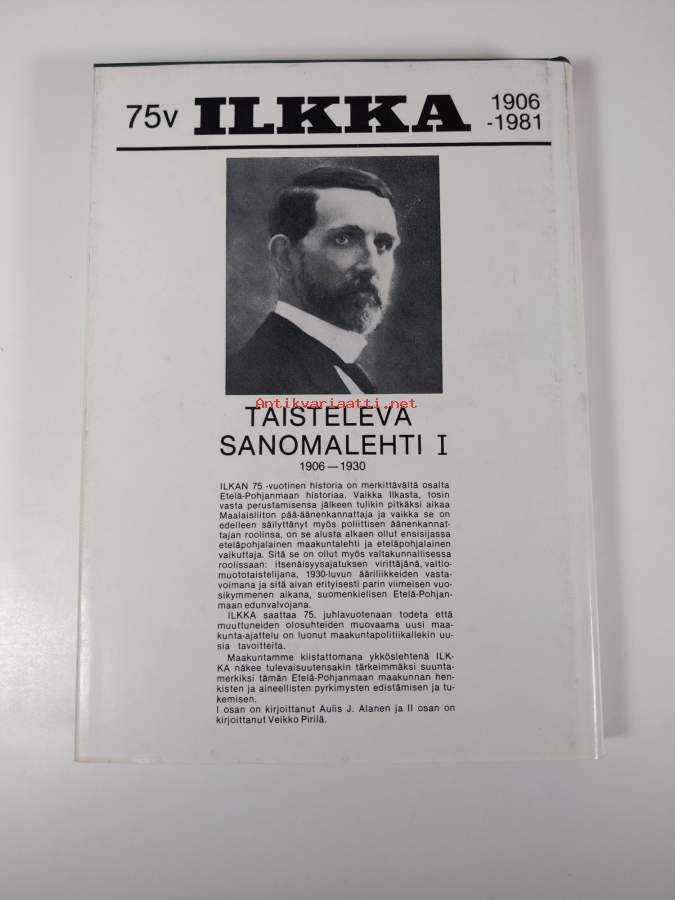 75v ILKKA 1906
-1981
Antikvariaatti.net
TAISTELEVA
SANOMALEHTI I
1906—1930
ILKAN 75 -vuotinen historia on merkittävältä osalta
Etelä-Pohjanmaan historiaa. Vaikka Ilkasta, tosin
vasta perustamisensa jälkeen tulikin pitkäksi aikaa
Maalaisliiton pää-äänenkannattaja ja vaikka se on
edelleen säilyttänyt myös poliittisen äänenkannat-
tajan roolinsa, on se alusta alkaen ollut ensisijassa
eteläpohjalainen maakuntalehti ja eteläpohjalainen
vaikuttaja. Sitä se on ollut myös valtakunnallisessa
roolissaan: itsenäisyysajatuksen virittäjänä, valtio-
muototaistelijana, 1930-luvun ääriliikkeiden vasta-
voimana ja sitä aivan erityisesti parin viimeisen vuo-
sikymmenen aikana, suomenkielisen Etelä-Pohjan-
maan edunvalvojana.
ILKKA saattaa 75. juhlavuotenaan todeta että
muuttuneiden olosuhteiden muovaama uusi maa-
kunta-ajattelu on luonut maakuntapolitiikallekin uu-
sia tavoitteita.
Maakuntamme kiistattomana ykköslehtenä ILK-
KA näkee tulevaisuutensakin tärkeimmäksi suunta-
merkiksi tämän Etelä-Pohjanmaan maakunnan hen-
kisten ja aineellisten pyrkimysten edistämisen ja tu-
kemisen.
I osan on kirjoittanut Aulis J. Alanen ja II osan on
kirjoittanut Veikko Pirilä.